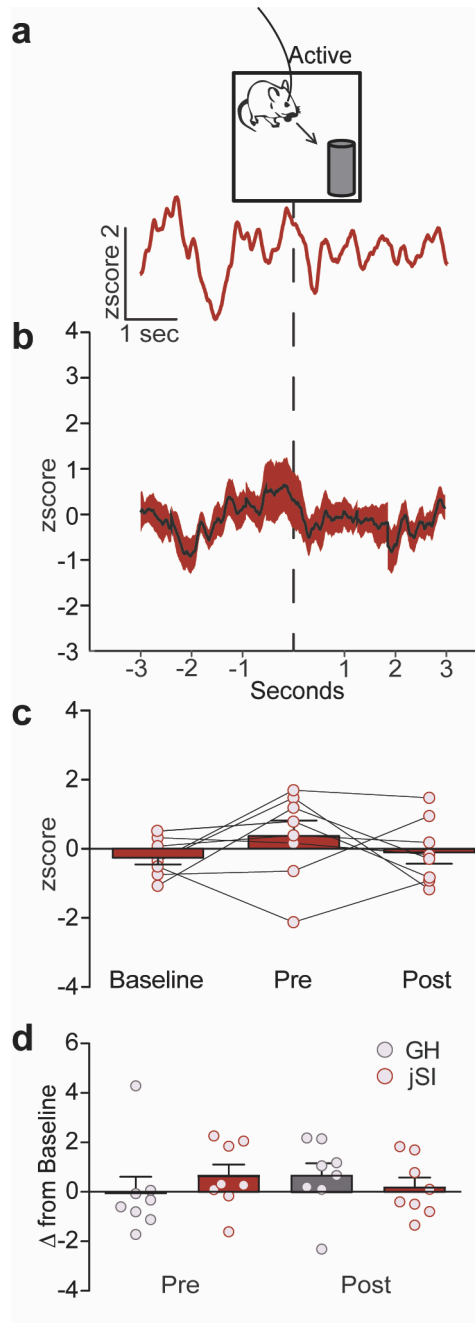 a
Active
zscore 2
1 sec
b
4
3
2
1
0
-1
-2
-3
zscore
-3 -2 -1 1 2 3
Seconds
c
4
2
0
-2
-4
zscore
Baseline Pre Post
d
6
4
2
0
-2
-4
Δ from Baseline
GH
jSI
Pre Post